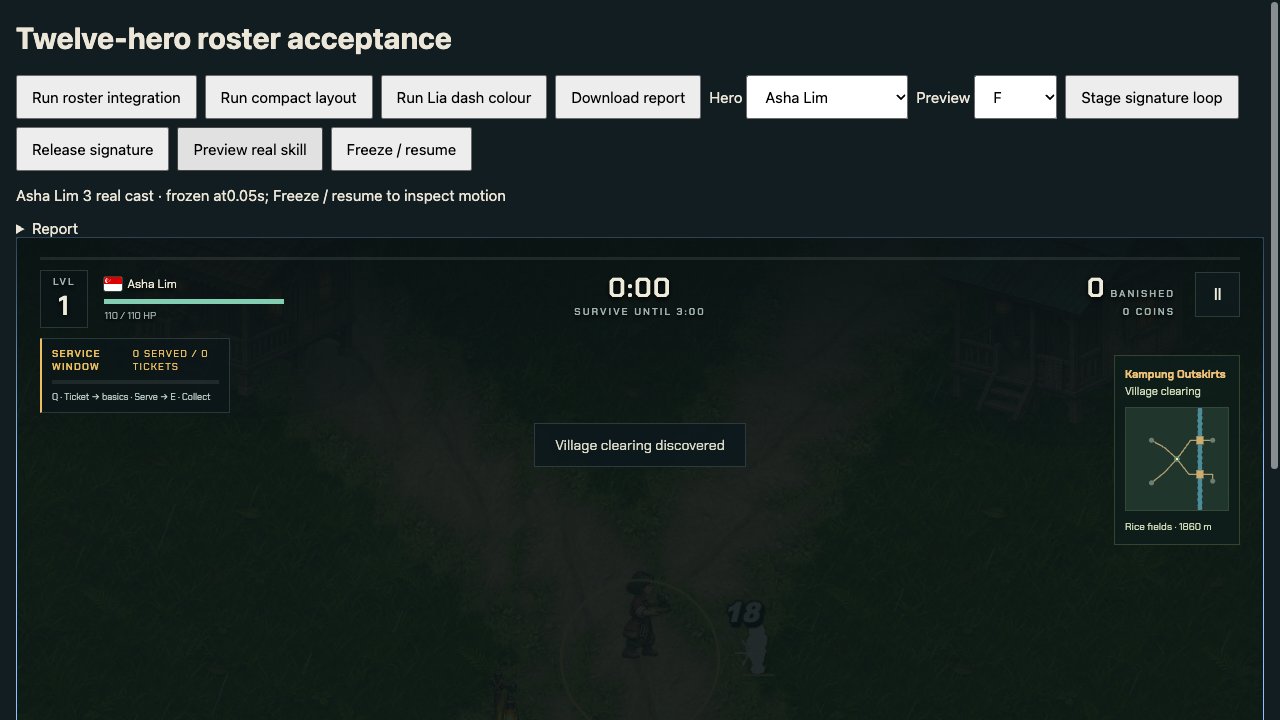 Twelve-hero roster acceptance
Run roster integration
Run compact layout
Run Lia dash colour
Download report
Hero
Asha Lim
Preview
F
Stage signature loop
Release signature
Preview real skill
Freeze / resume
Asha Lim 3 real cast · frozen at0.05s; Freeze / resume to inspect motion
Report
LVL
1
Asha Lim
110 / 110 HP
0:00
SURVIVE UNTIL 3:00
0 BANISHED
0 COINS
SERVICE WINDOW
0 SERVED / 0 TICKETS
Q · Ticket → basics · Serve → E · Collect
Kampung Outskirts
Village clearing
Rice fields · 1860 m
Village clearing discovered
18